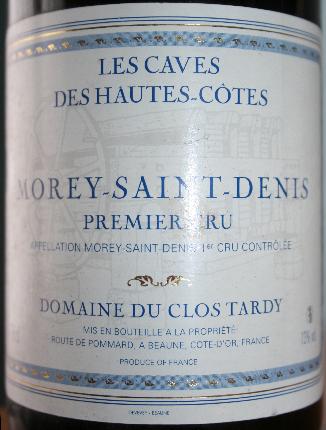 LES CAVES
DES HAUTES-CÔTES
MOREY-SAINT-DENIS
PREMIER CRU
APPELLATION MOREY-SAINT-DENIS 1er CRU CONTRÔLÉE
DOMAINE DU CLOS TARDY
MIS EN BOUTEILLE A LA PROPRIÉTÉ
ROUTE DE POMMARD, A BEAUNE, COTE-D'OR, FRANCE
PRODUCE OF FRANCE